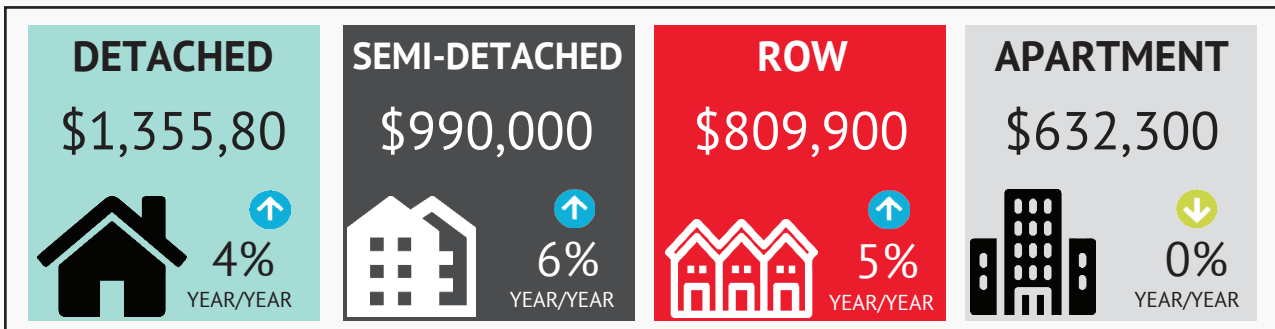 DETACHED
$1,355,80
4%
YEAR/YEAR
SEMI-DETACHED
$990,000
6%
YEAR/YEAR
ROW
$809,900
5%
YEAR/YEAR
APARTMENT
$632,300
0%
YEAR/YEAR